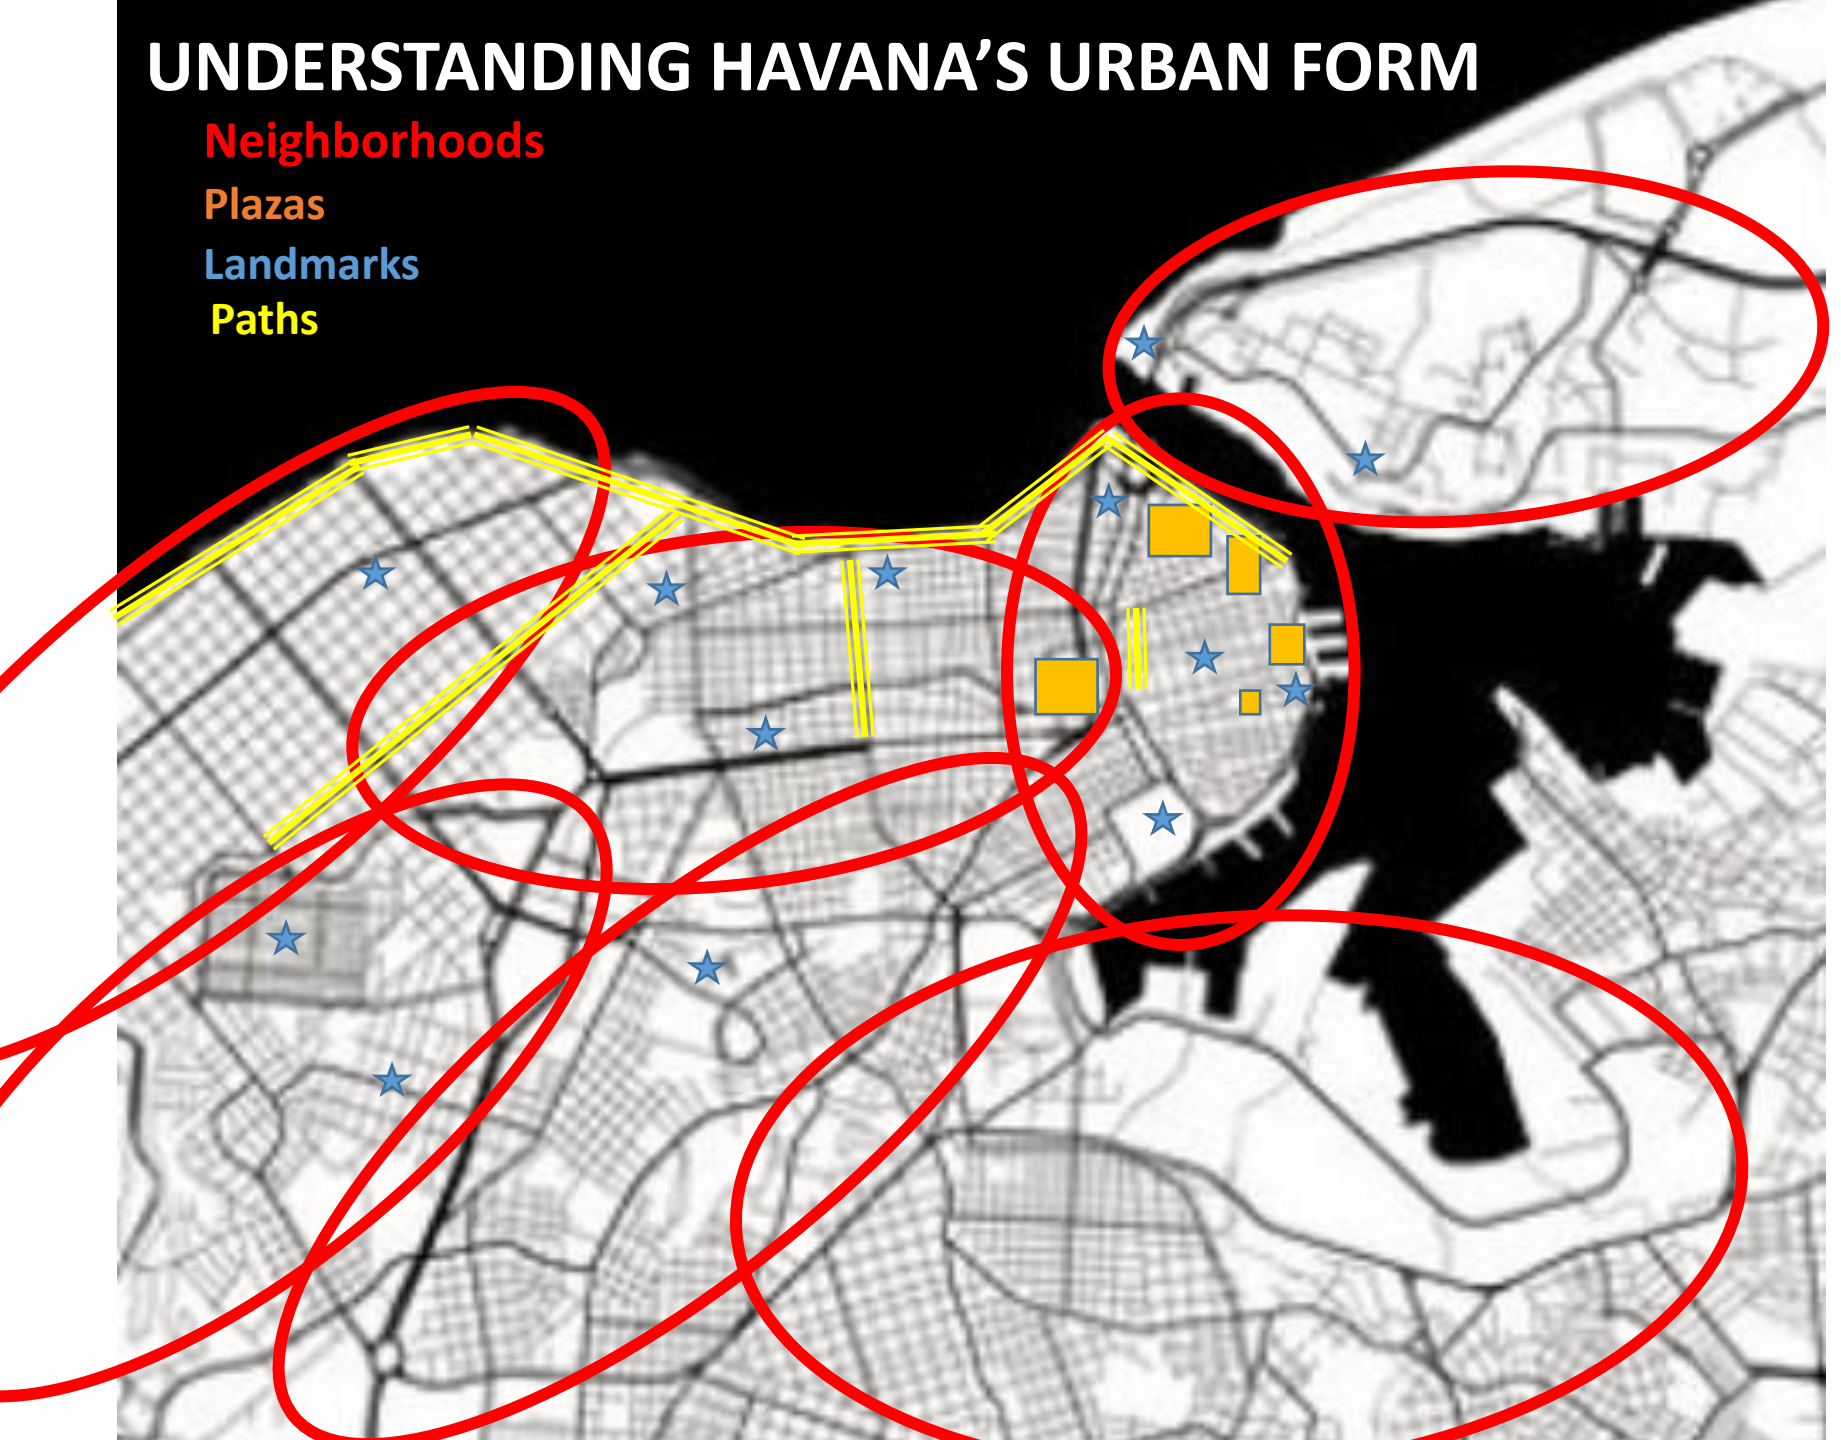 UNDERSTANDING HAVANA’S URBAN FORM
Neighborhoods
Plazas
Landmarks
Paths